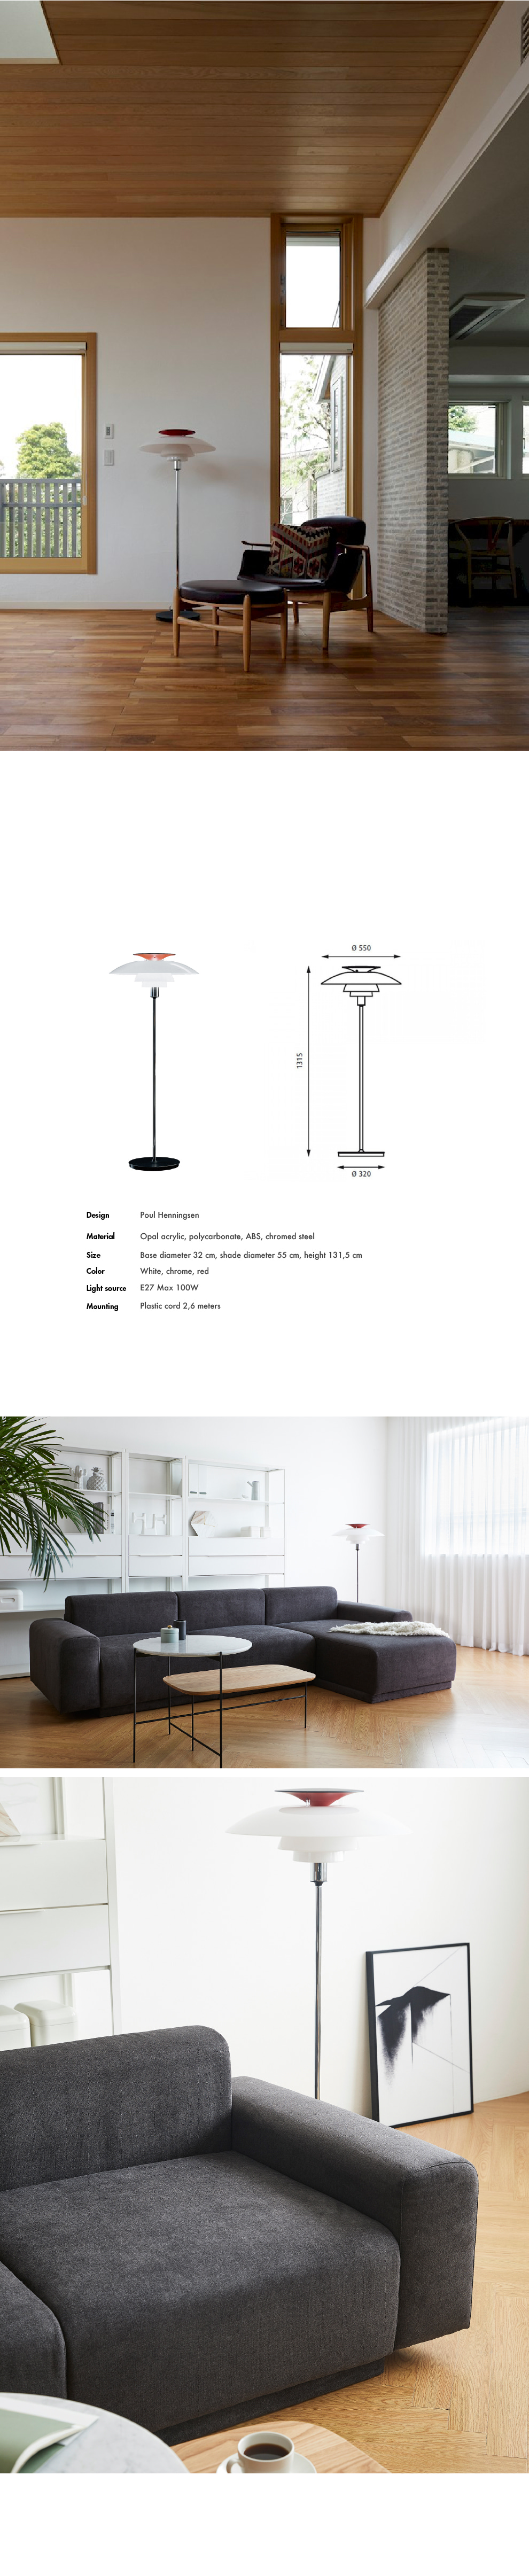 Ø 550
1315
Ø 320
Design Poul Henningsen
Material Opal acrylic, polycarbonate, ABS, chromed steel
Size Base diameter 32 cm, shade diameter 55 cm, height 131,5 cm
Color White, chrome, red
Light source E27 Max 100W
Mounting Plastic cord 2,6 meters